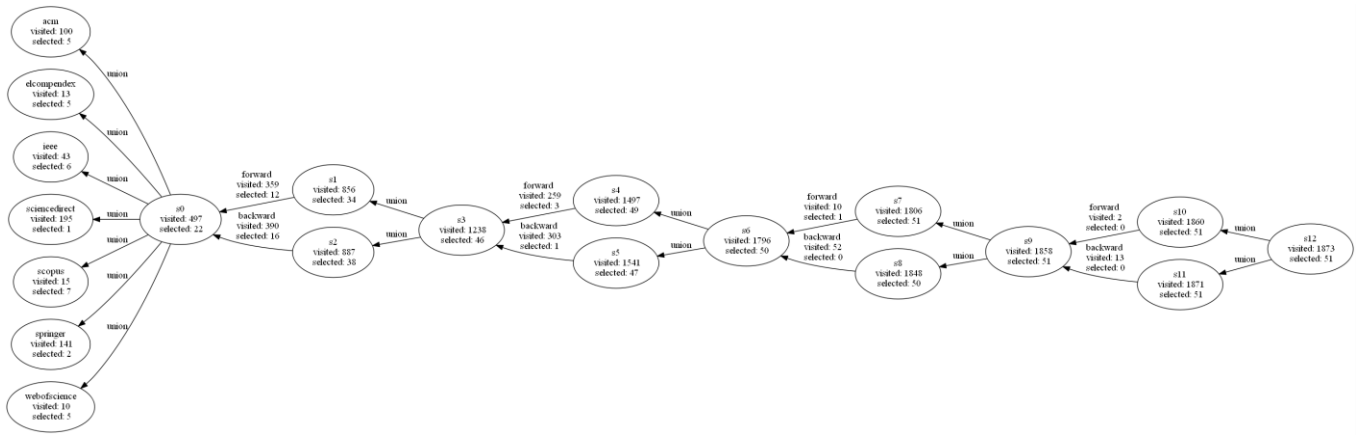 acm
visited: 100
selected: 5
union
elcompendex
visited: 13
selected: 5
union
ieee
visited: 43
selected: 6
union
sciencedirect
visited: 195
selected: 1
union
scopus
visited: 15
selected: 7
union
springer
visited: 141
selected: 2
union
webofscience
visited: 10
selected: 5
union
s0
visited: 497
selected: 22
forward
visited: 359
selected: 12
backward
visited: 390
selected: 16
s1
visited: 856
selected: 34
s2
visited: 887
selected: 38
union
union
s3
visited: 1238
selected: 46
forward
visited: 259
selected: 3
backward
visited: 303
selected: 1
s4
visited: 1497
selected: 49
s5
visited: 1541
selected: 47
union
union
s6
visited: 1796
selected: 50
forward
visited: 10
selected: 1
backward
visited: 52
selected: 0
s7
visited: 1806
selected: 51
s8
visited: 1848
selected: 50
union
union
s9
visited: 1858
selected: 51
forward
visited: 2
selected: 0
backward
visited: 13
selected: 0
s10
visited: 1860
selected: 51
s11
visited: 1871
selected: 51
union
union
s12
visited: 1873
selected: 51